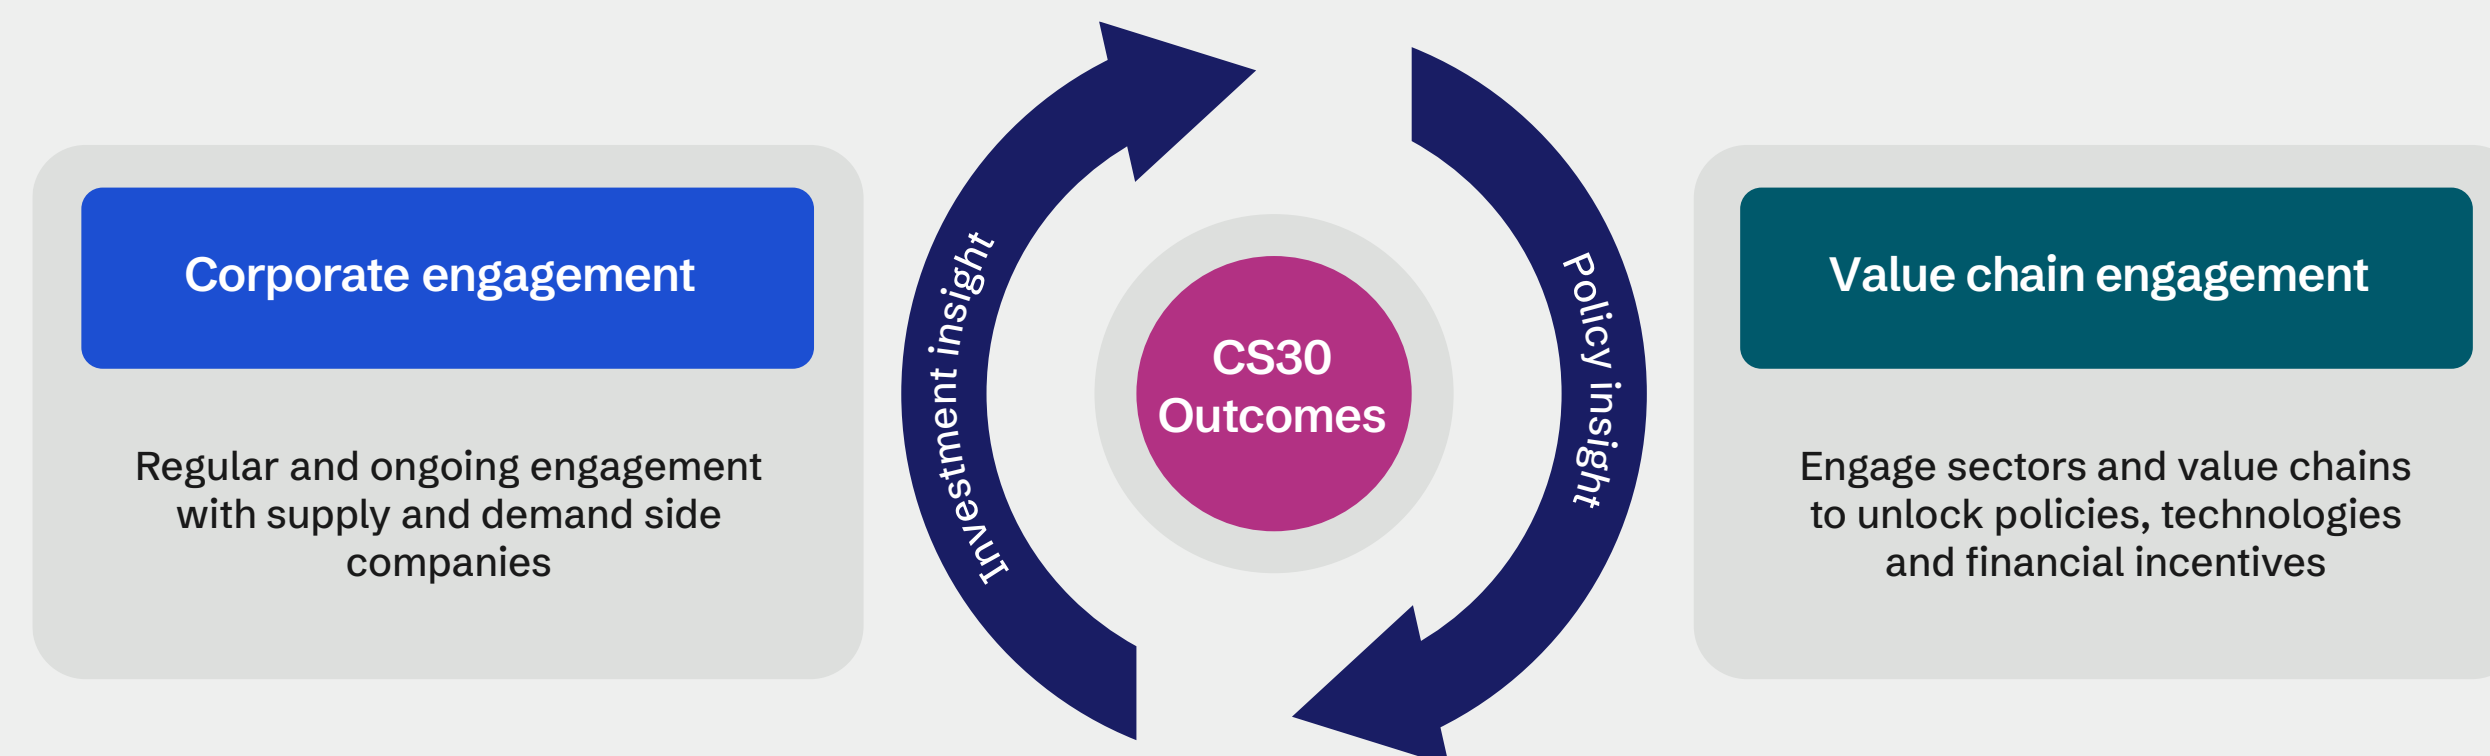 Corporate engagement
Regular and ongoing engagement
with supply and demand side
companies
Investment insight
CS30
Outcomes
Policy insight
Value chain engagement
Engage sectors and value chains
to unlock policies, technologies
and financial incentives